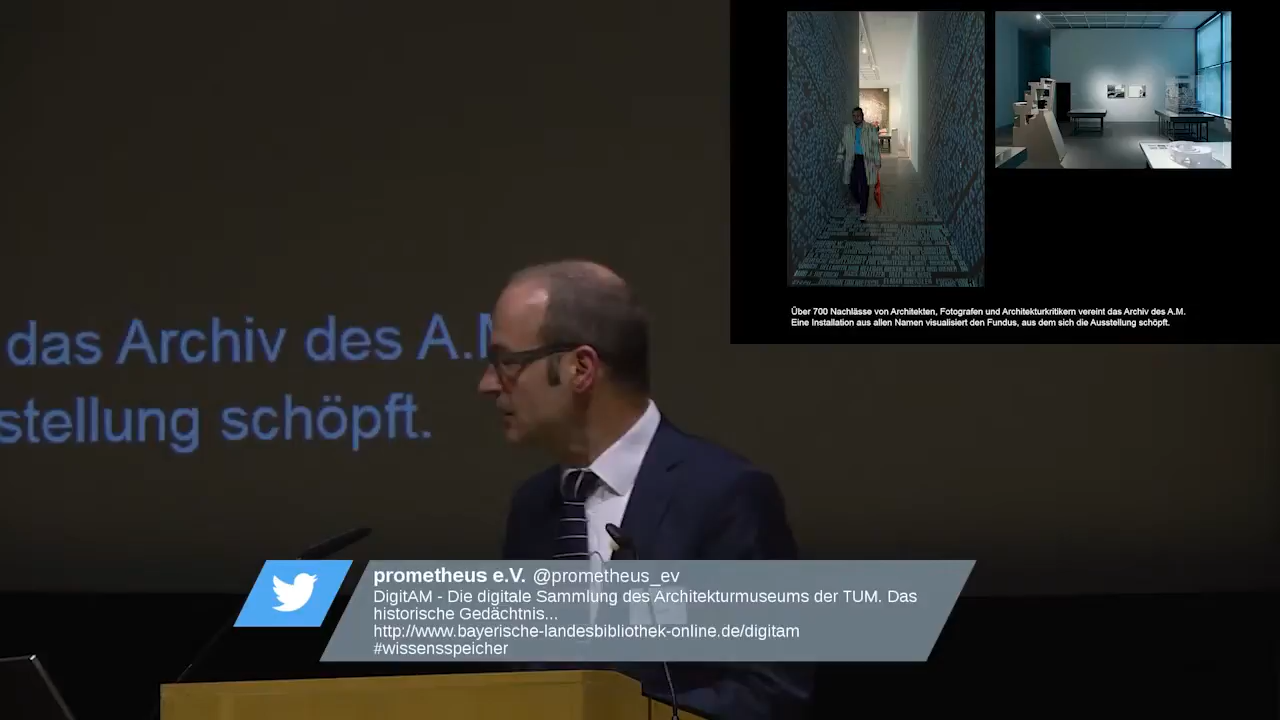 Über 700 Nachlässe von Architekten, Fotografen und Architekturkritikern vereint das Archiv des A.M.
Eine Installation aus allen Namen visualisiert den Fundus, aus dem sich die Ausstellung schöpft.
das Archiv des A.M
stellung schöpft.
prometheus e.V. @prometheus_ev
DigitAM - Die digitale Sammlung des Architekturmuseums der TUM. Das
historische Gedächtnis...
http://www.bayerische-landesbibliothek-online.de/digitam
#wissensspeicher